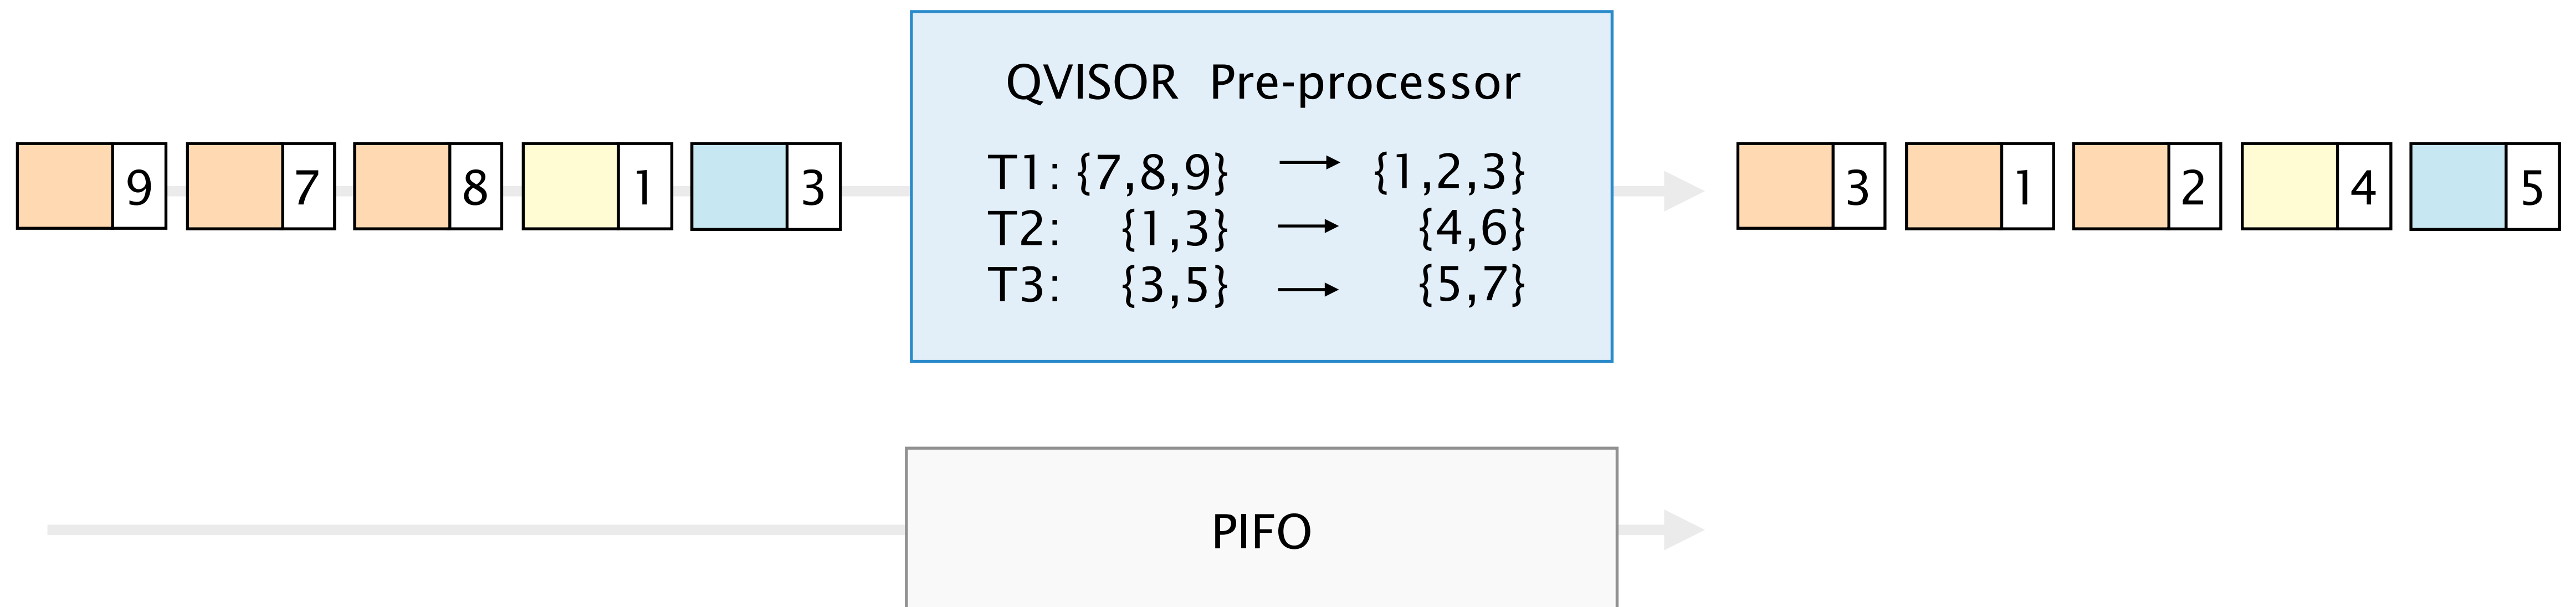 QVISOR Pre-processor
9 7 8 1 3
T1: {7,8,9} → {1,2,3}
T2: {1,3} → {4,6}
T3: {3,5} → {5,7}
3 1 2 4 5
PIFO